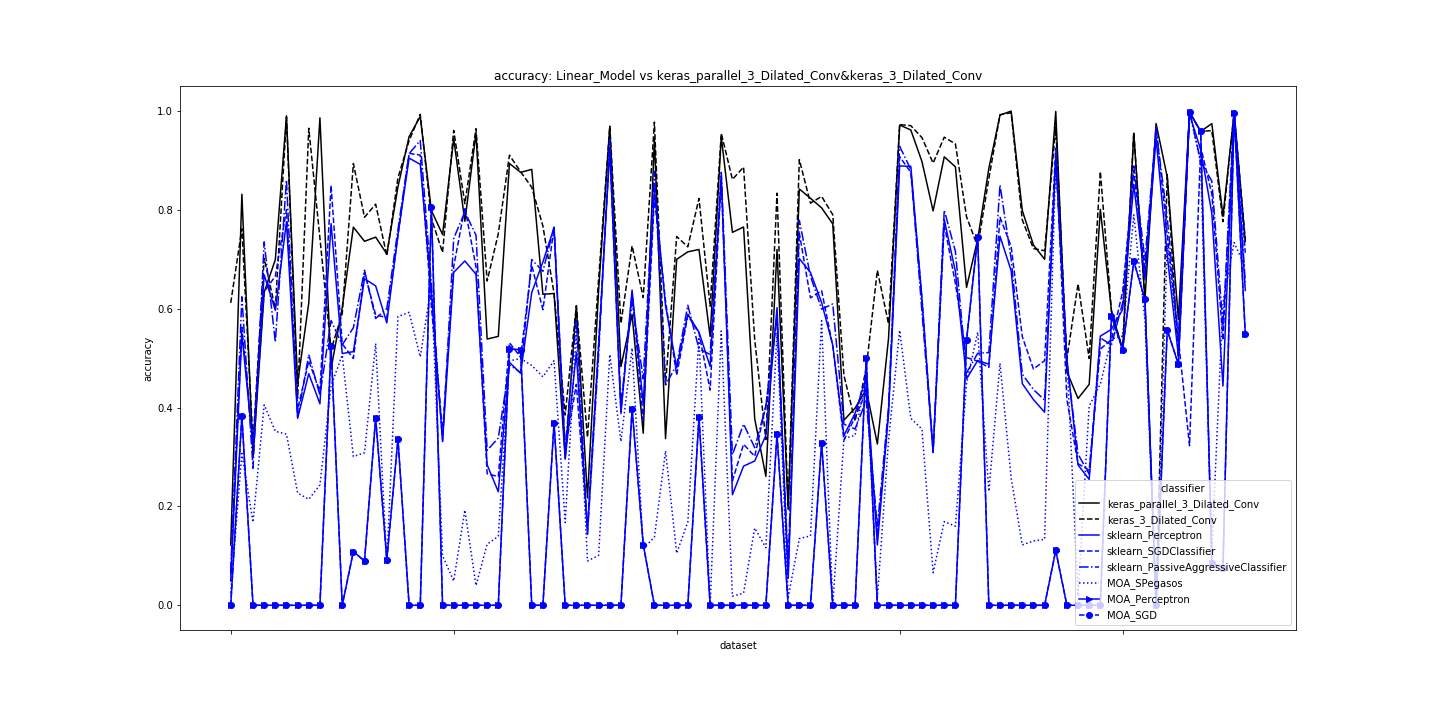 accuracy: Linear_Model vs keras_parallel_3_Dilated_Conv&keras_3_Dilated_Conv
1.0
0.8
0.6
0.4
0.2
0.0
accuracy
dataset
classifier
keras_parallel_3_Dilated_Conv
keras_3_Dilated_Conv
sklearn_Perceptron
sklearn_SGDClassifier
sklearn_PassiveAggressiveClassifier
MOA_SPegasos
MOA_Perceptron
MOA_SGD